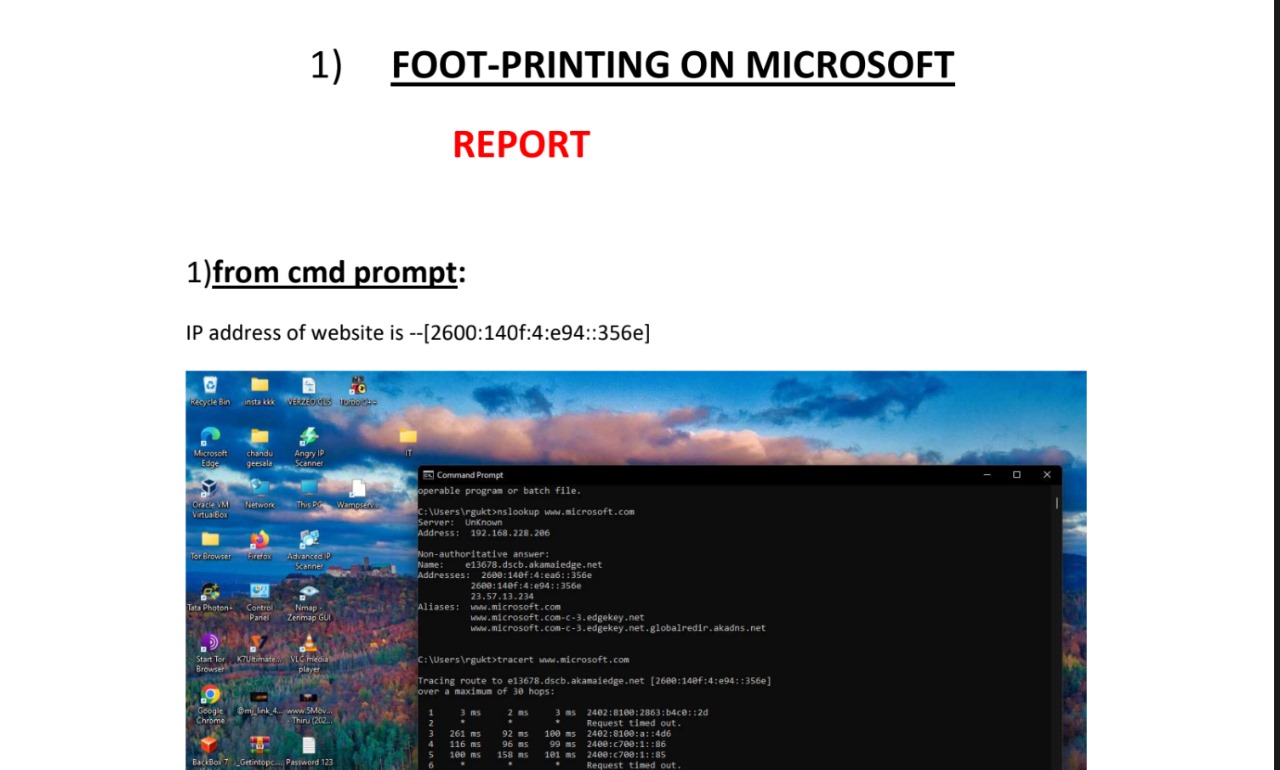 1) FOOT-PRINTING ON MICROSOFT
REPORT
1)from cmd prompt:
IP address of website is --[2600:140f:4:e94::356e]
Recycle Bin insta kkk VERZEO CLS Turbo C++
Microsoft Edge chandu geesala Angry IP Scanner IT
Oracle VM VirtualBox Network This PC Wampserv...
Tor Browser Firefox Advanced IP Scanner
Tata Photon+ Control Panel Nmap - Zenmap GUI
Start Tor Browser K7Ultimate... VLC media player
Google Chrome @mj_link_4... www.5Mov... - Thiru (202...
BackBox 7 _Getintopc.... Password 123
Command Prompt
operable program or batch file.
C:\Users\rgukt>nslookup www.microsoft.com
Server: UnKnown
Address: 192.168.228.206
Non-authoritative answer:
Name: e13678.dscb.akamaiedge.net
Addresses: 2600:140f:4:ea6::356e
2600:140f:4:e94::356e
23.57.13.234
Aliases: www.microsoft.com
www.microsoft.com-c-3.edgekey.net
www.microsoft.com-c-3.edgekey.net.globalredir.akadns.net
C:\Users\rgukt>tracert www.microsoft.com
Tracing route to e13678.dscb.akamaiedge.net [2600:140f:4:e94::356e]
over a maximum of 30 hops:
1 3 ms 2 ms 3 ms 2402:8100:2863:b4c0::2d
2 * * * Request timed out.
3 261 ms 92 ms 100 ms 2402:8100:a::4d6
4 116 ms 96 ms 99 ms 2400:c700:1::86
5 100 ms 158 ms 101 ms 2400:c700:1::85
6 * * * Request timed out.